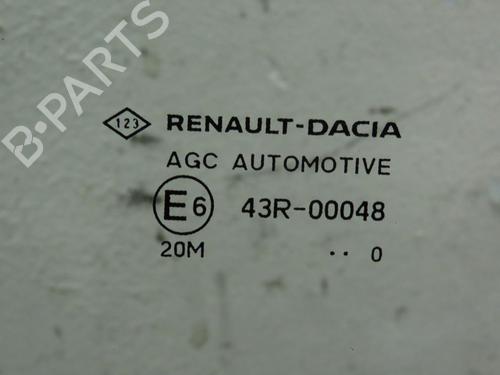 B-PARTS
123 RENAULT-DACIA
AGC AUTOMOTIVE
E6 43R-00048
20M .. 0